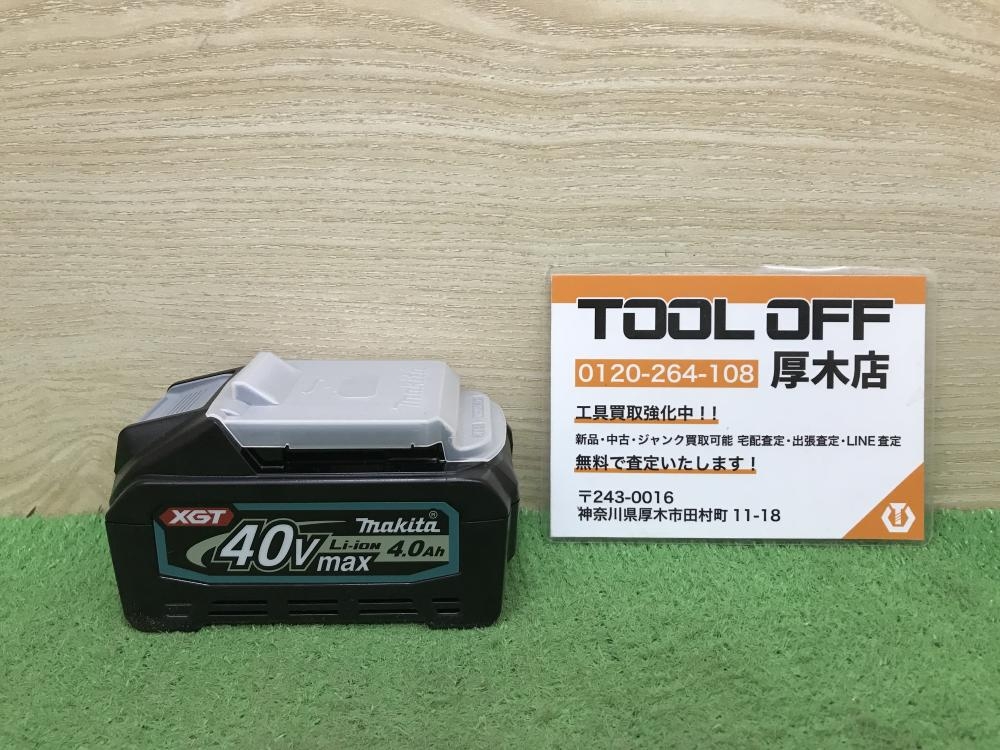 makita
XGT
makita®
40Vmax
Li-ion 4.0Ah
TOOL OFF
0120-264-108 厚木店
工具買取強化中！！
新品・中古・ジャンク買取可能 宅配査定・出張査定・LINE査定
無料で査定いたします！
〒243-0016
神奈川県厚木市田村町 11-18